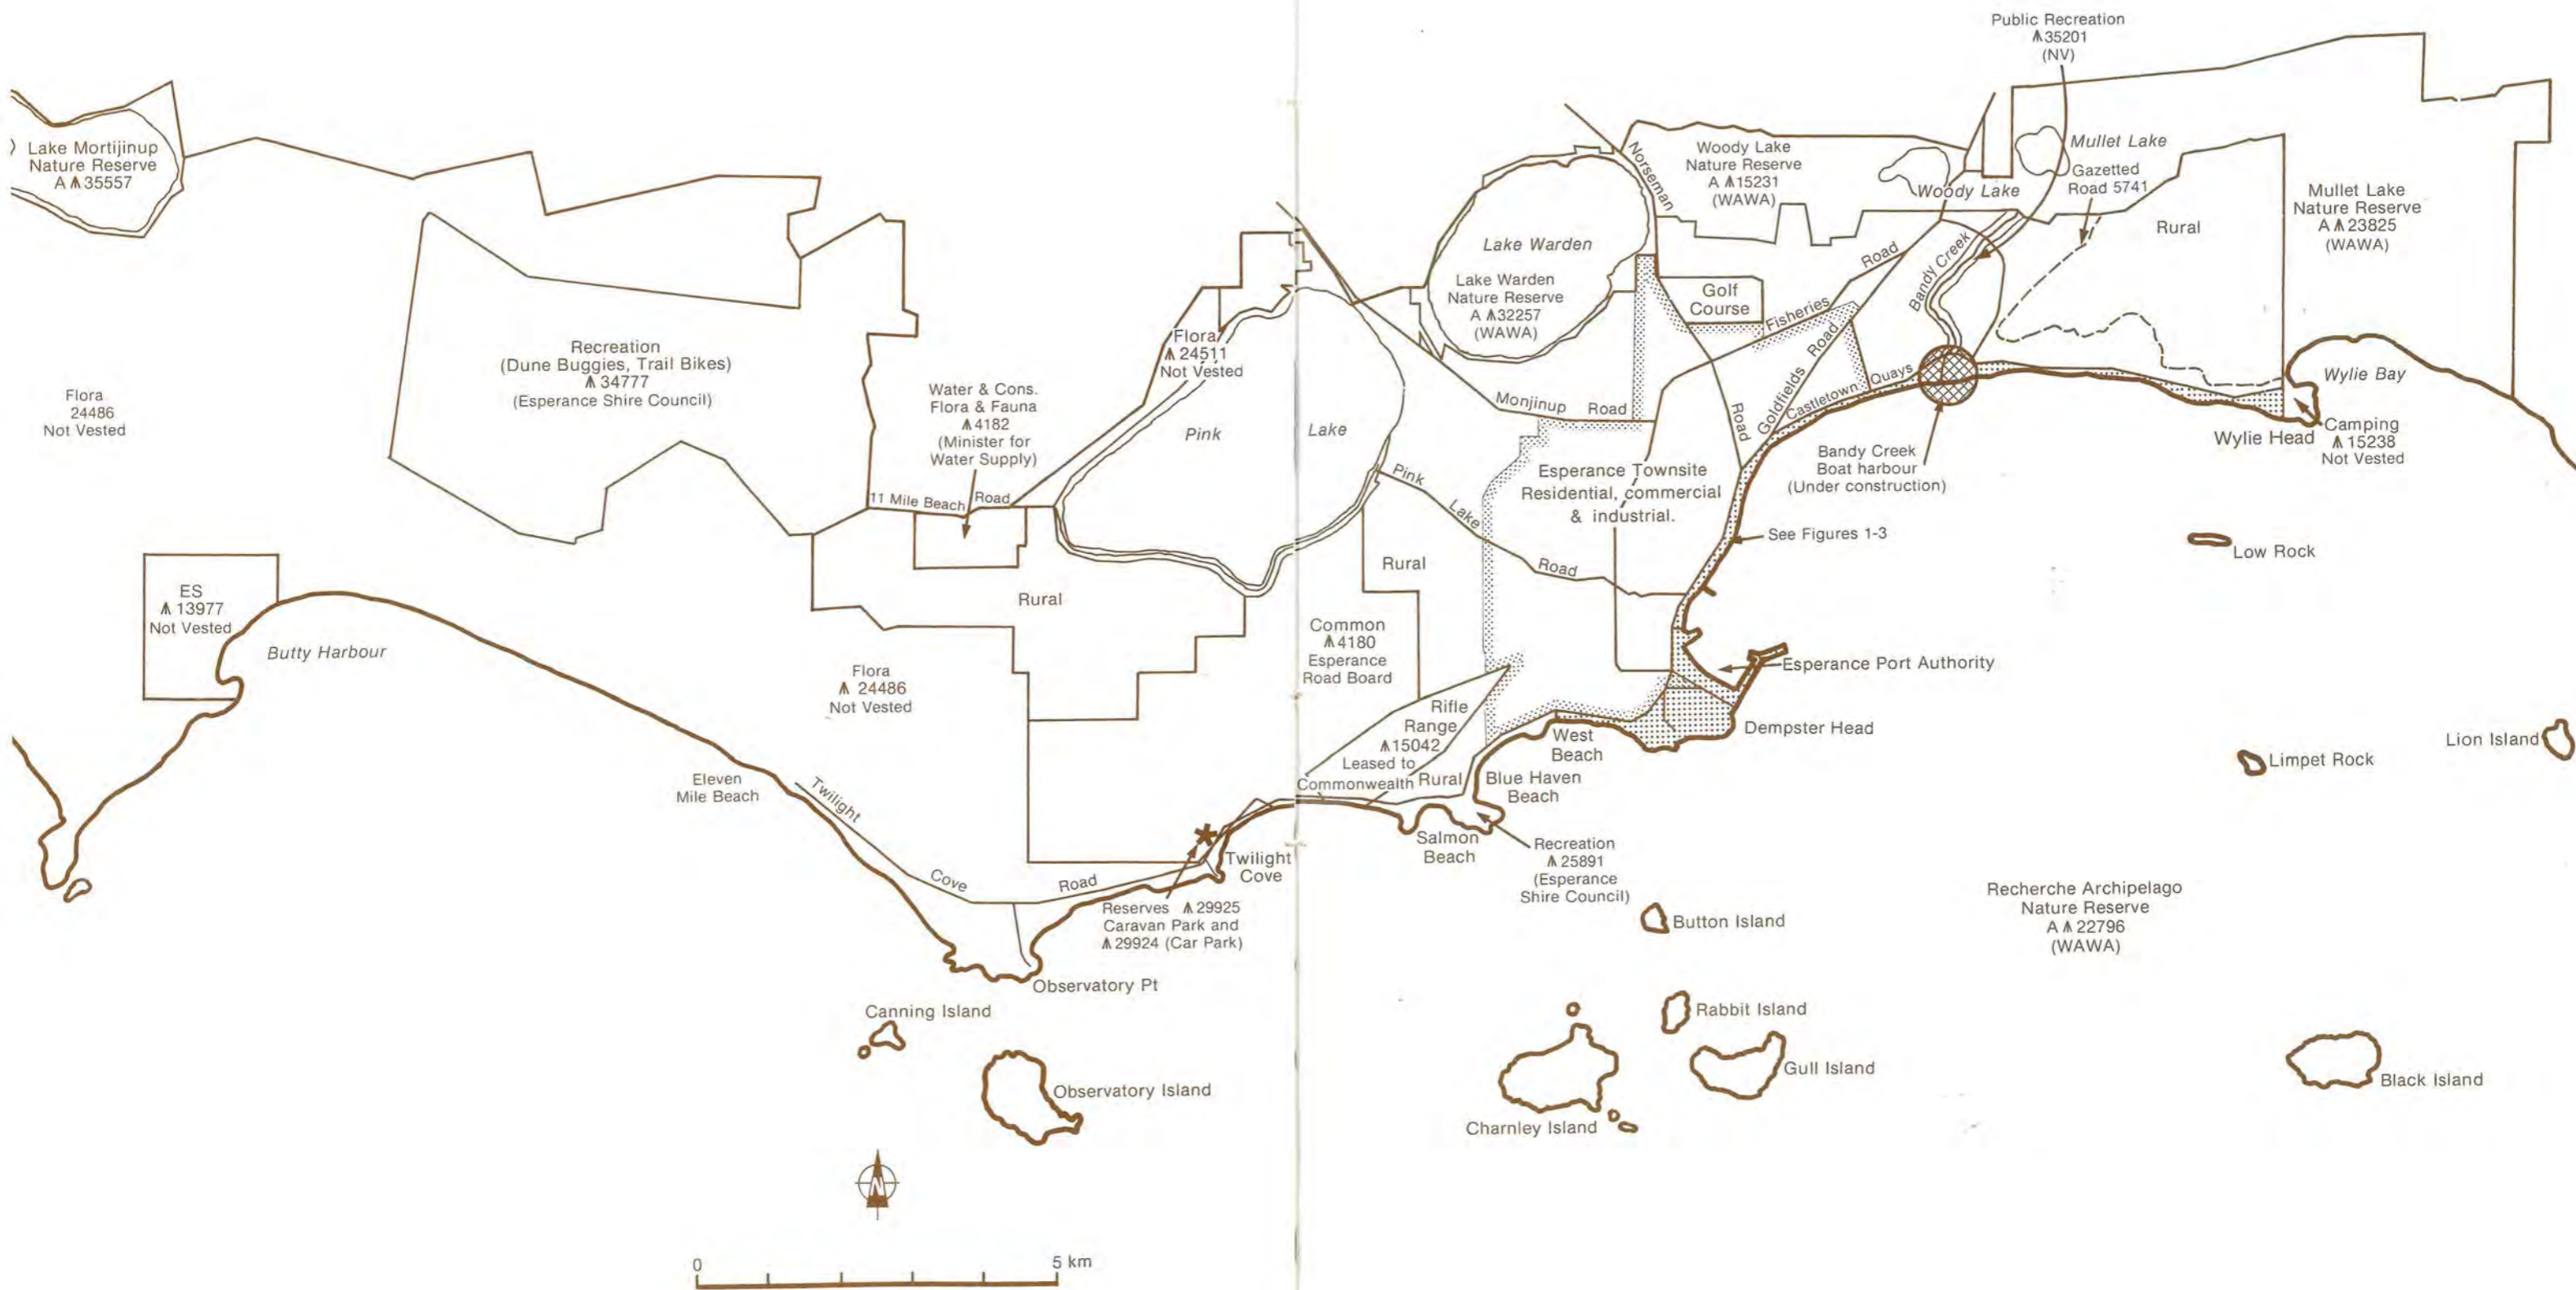 Public Recreation
⩚35201
(NV)
) Lake Mortijinup
Nature Reserve
A ⩚35557
Norseman
Road
Woody Lake
Nature Reserve
A ⩚15231
(WAWA)
Woody Lake
Mullet Lake
Gazetted
Road 5741
Rural
Mullet Lake
Nature Reserve
A ⩚23825
(WAWA)
Lake Warden
Lake Warden
Nature Reserve
A ⩚32257
(WAWA)
Golf
Course
Fisheries Road
Bandy Creek
Goldfields Road
Castletown Quays
Wylie Bay
Wylie Head
Camping
⩚15238
Not Vested
Bandy Creek
Boat harbour
(Under construction)
Flora
24486
Not Vested
Recreation
(Dune Buggies, Trail Bikes)
⩚34777
(Esperance Shire Council)
Water & Cons.
Flora & Fauna
⩚4182
(Minister for
Water Supply)
Flora
⩚24511
Not Vested
Pink Lake
Monjinup Road
11 Mile Beach Road
Pink Lake Road
Esperance Townsite
Residential, commercial
& industrial.
See Figures 1-3
Low Rock
ES
⩚13977
Not Vested
Butty Harbour
Rural
Rural
Flora
⩚24486
Not Vested
Common
⩚4180
Esperance
Road Board
Esperance Port Authority
Dempster Head
Rifle
Range
⩚15042
Leased to
Commonwealth
Rural
West
Beach
Blue Haven
Beach
Salmon
Beach
Recreation
⩚25891
(Esperance
Shire Council)
Lion Island
Limpet Rock
Eleven
Mile Beach
Twilight Cove Road
Twilight
Cove
Reserves ⩚29925
Caravan Park and
⩚29924 (Car Park)
Observatory Pt
Button Island
Recherche Archipelago
Nature Reserve
A ⩚22796
(WAWA)
Canning Island
Observatory Island
Rabbit Island
Gull Island
Charnley Island
Black Island
N
0
5 km